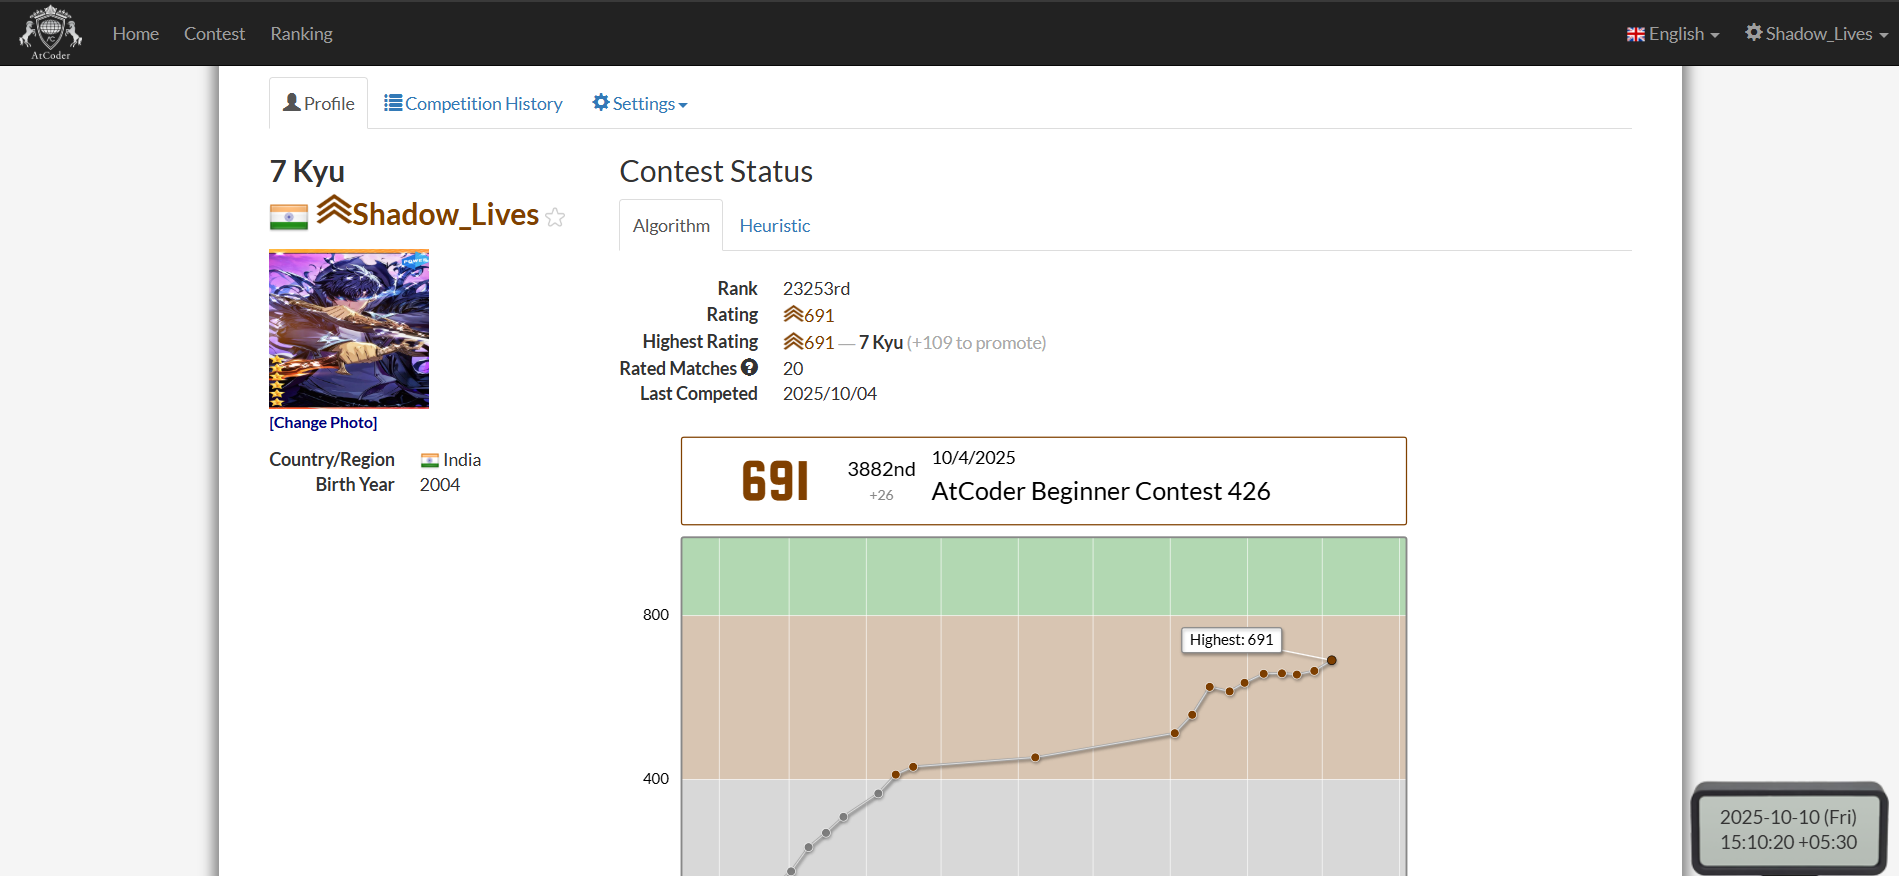 AtCoder
Home Contest Ranking English Shadow_Lives
Profile Competition History Settings
7 Kyu
Shadow_Lives
[Change Photo]
Country/Region India
Birth Year 2004
Contest Status
Algorithm Heuristic
Rank 23253rd
Rating 691
Highest Rating 691 — 7 Kyu (+109 to promote)
Rated Matches 20
Last Competed 2025/10/04
691 3882nd +26
10/4/2025
AtCoder Beginner Contest 426
800
Highest: 691
400
2025-10-10 (Fri)
15:10:20 +05:30